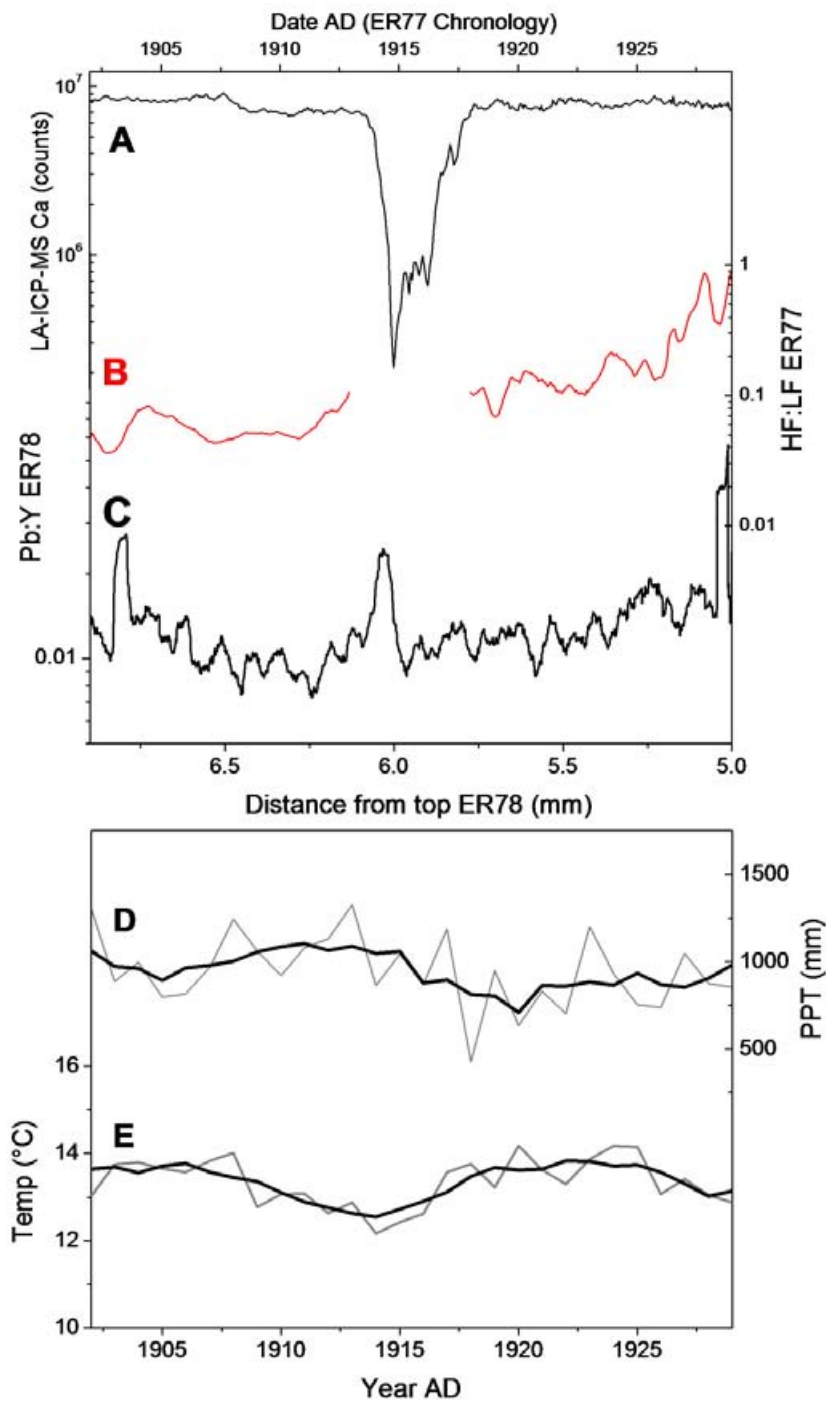 Date AD (ER77 Chronology)
1905 1910 1915 1920 1925
10⁷
A
LA-ICP-MS Ca (counts)
10⁶
1
B
0.1
HF:LF ER77
Pb:Y ER78
C
0.01
0.01
6.5 6.0 5.5 5.0
Distance from top ER78 (mm)
D
1500
1000
PPT (mm)
500
16
E
14
Temp (°C)
12
10
1905 1910 1915 1920 1925
Year AD